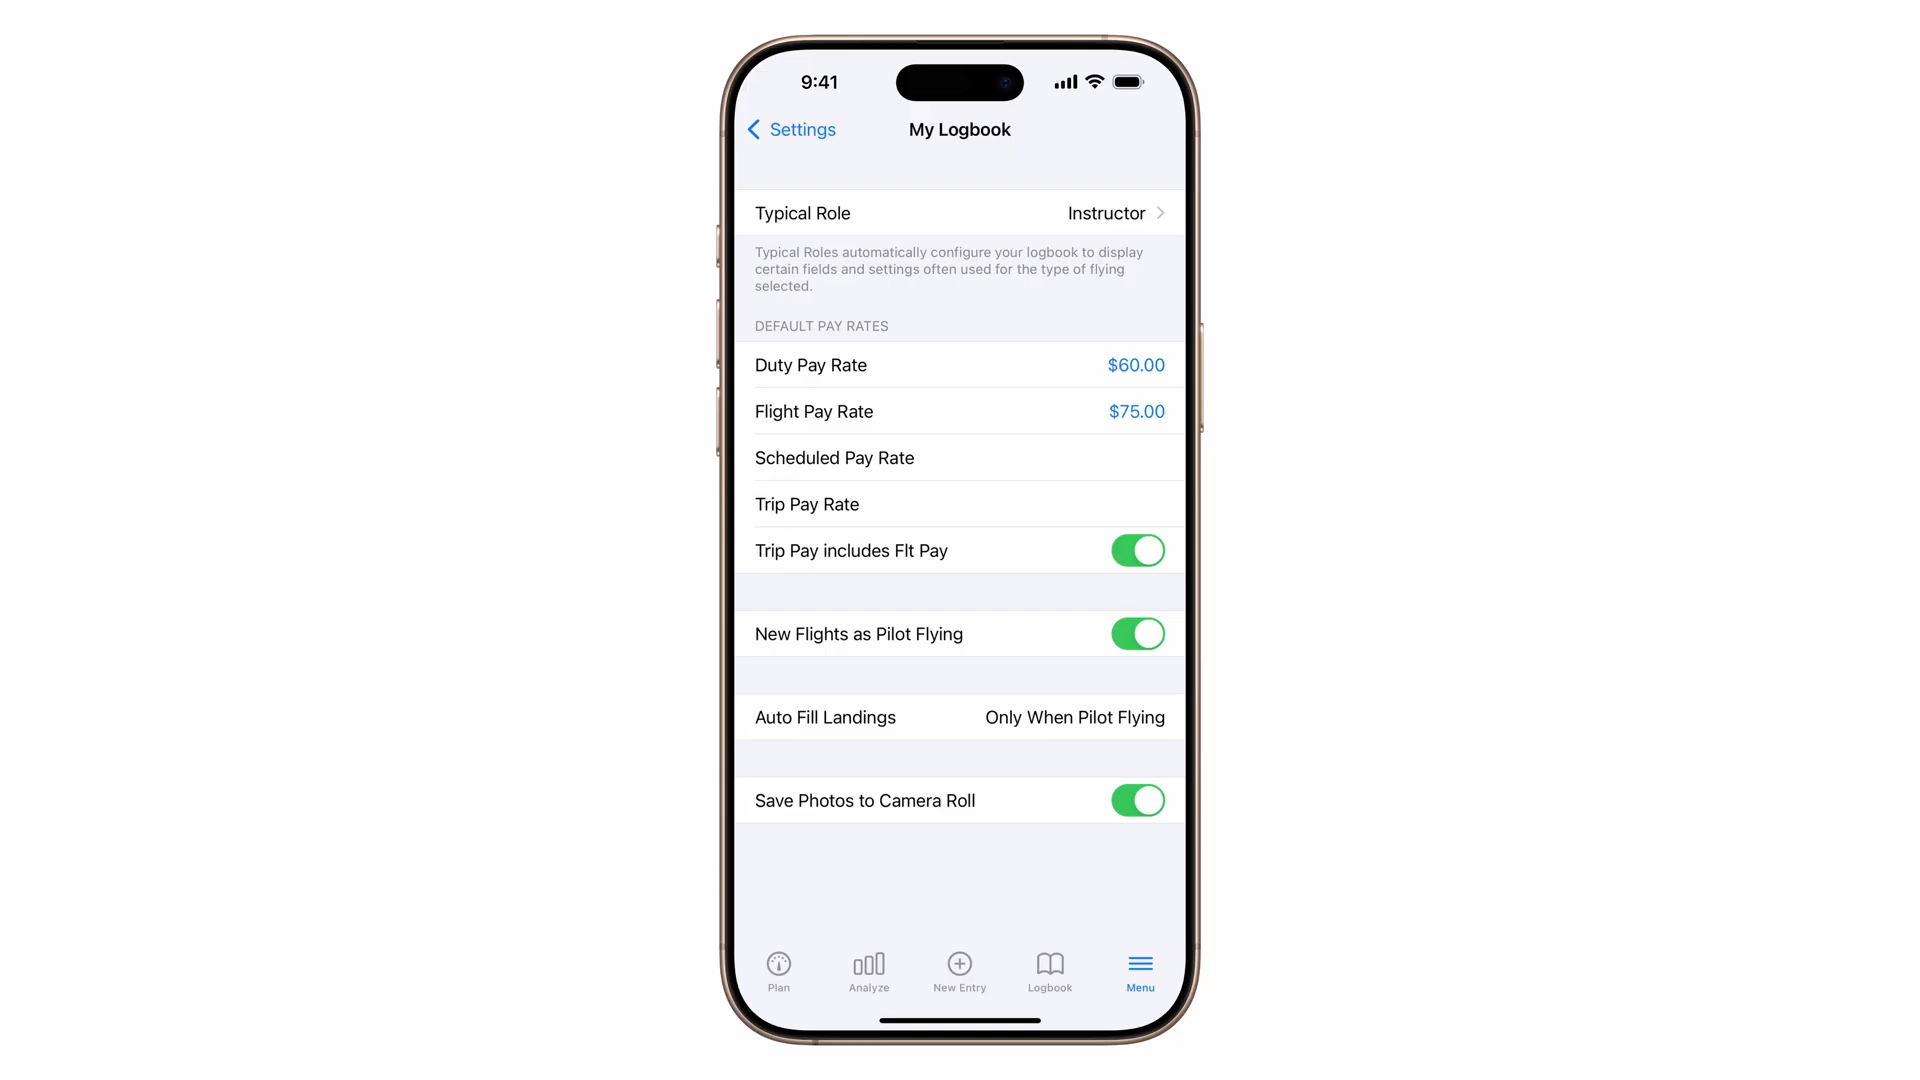 9:41
Settings
My Logbook
Typical Role
Instructor
Typical Roles automatically configure your logbook to display
certain fields and settings often used for the type of flying
selected.
DEFAULT PAY RATES
Duty Pay Rate
$60.00
Flight Pay Rate
$75.00
Scheduled Pay Rate
Trip Pay Rate
Trip Pay includes Flt Pay
New Flights as Pilot Flying
Auto Fill Landings
Only When Pilot Flying
Save Photos to Camera Roll
Plan
Analyze
New Entry
Logbook
Menu